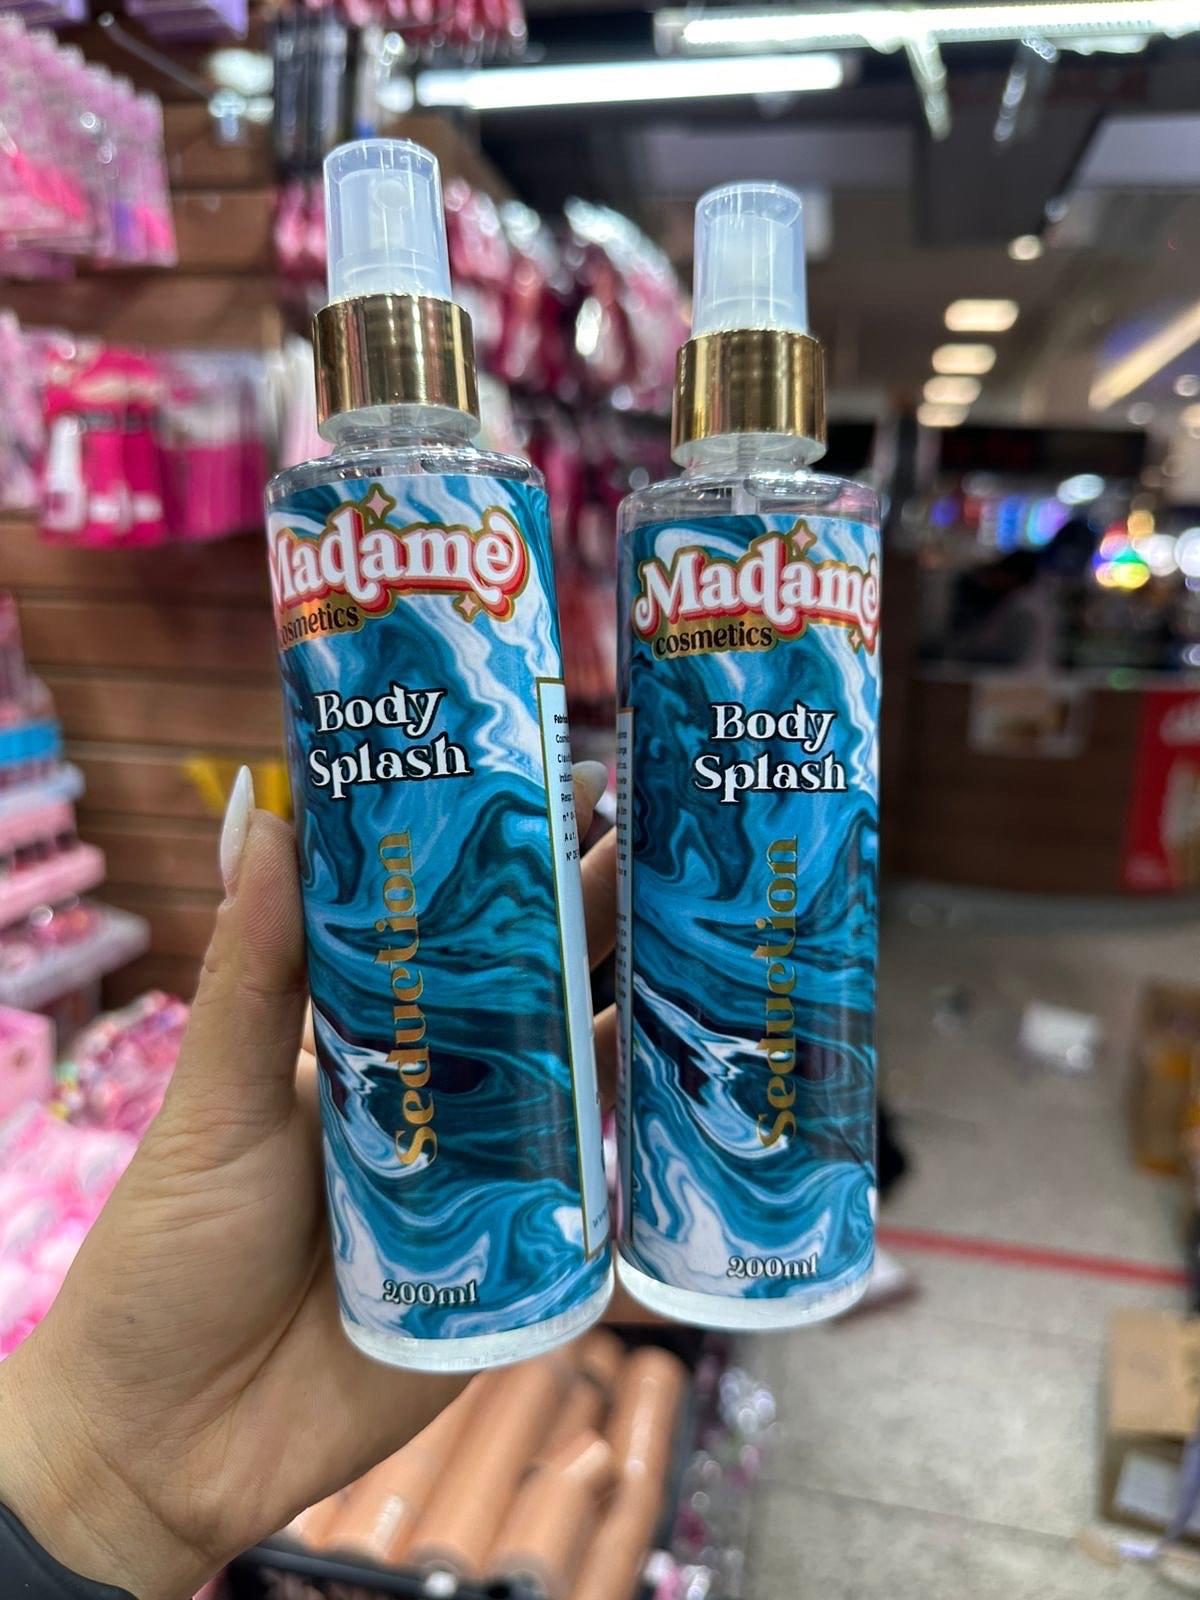 Madame
cosmetics
Body
Splash
Seduction
200ml
Madame
cosmetics
Body
Splash
Seduction
200ml